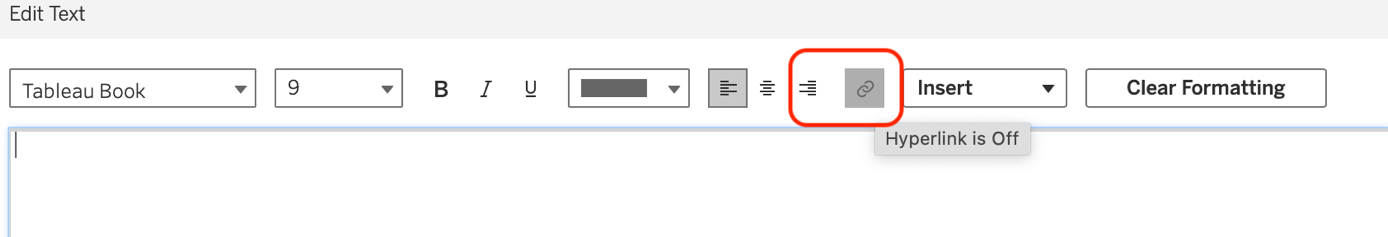 Edit Text
Tableau Book 9 B I U Insert Clear Formatting
Hyperlink is Off